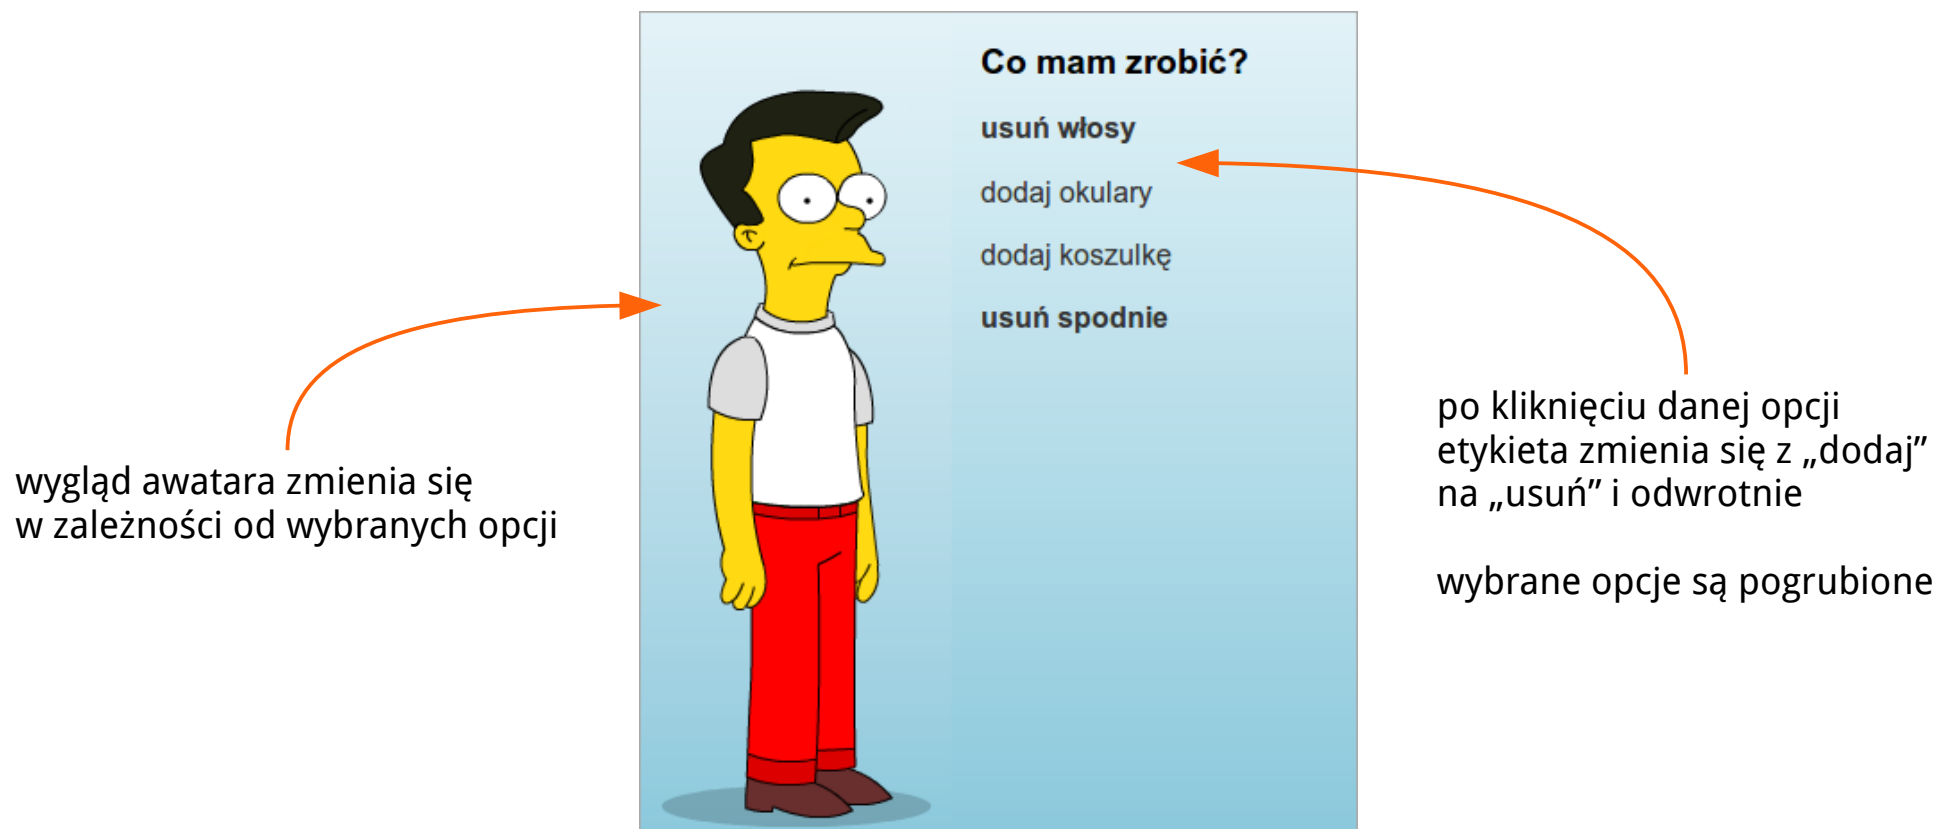 Co mam zrobić?
usuń włosy
dodaj okulary
dodaj koszulkę
usuń spodnie
wygląd awatara zmienia się
w zależności od wybranych opcji
po kliknięciu danej opcji
etykieta zmienia się z „dodaj”
na „usuń” i odwrotnie
wybrane opcje są pogrubione